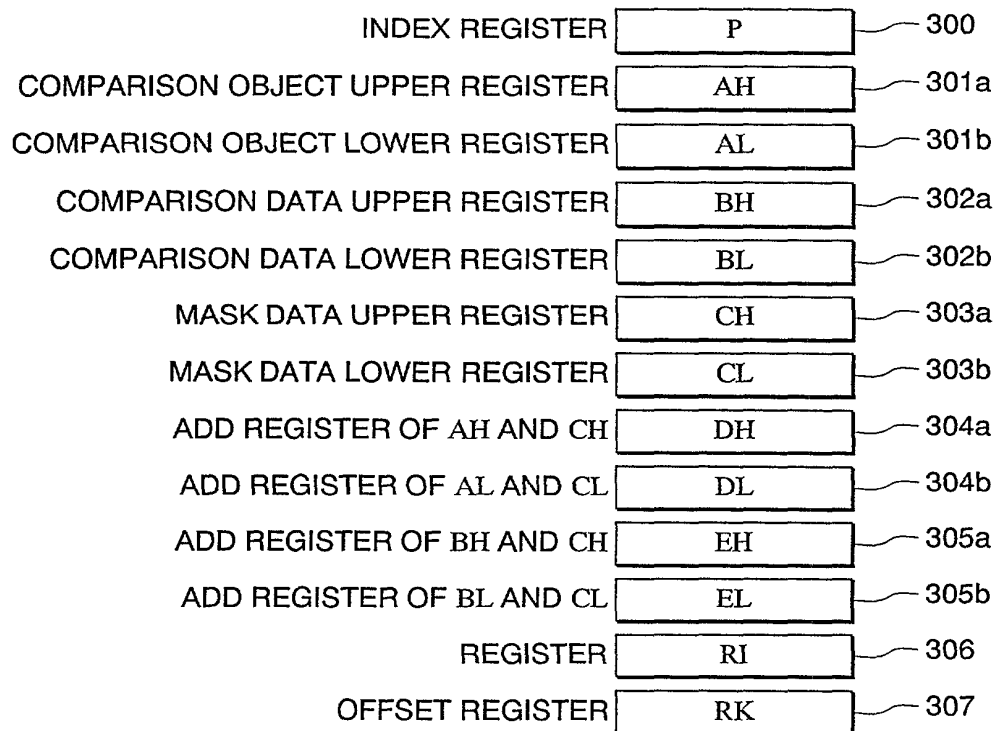 INDEX REGISTER P 300
COMPARISON OBJECT UPPER REGISTER AH 301a
COMPARISON OBJECT LOWER REGISTER AL 301b
COMPARISON DATA UPPER REGISTER BH 302a
COMPARISON DATA LOWER REGISTER BL 302b
MASK DATA UPPER REGISTER CH 303a
MASK DATA LOWER REGISTER CL 303b
ADD REGISTER OF AH AND CH DH 304a
ADD REGISTER OF AL AND CL DL 304b
ADD REGISTER OF BH AND CH EH 305a
ADD REGISTER OF BL AND CL EL 305b
REGISTER RI 306
OFFSET REGISTER RK 307